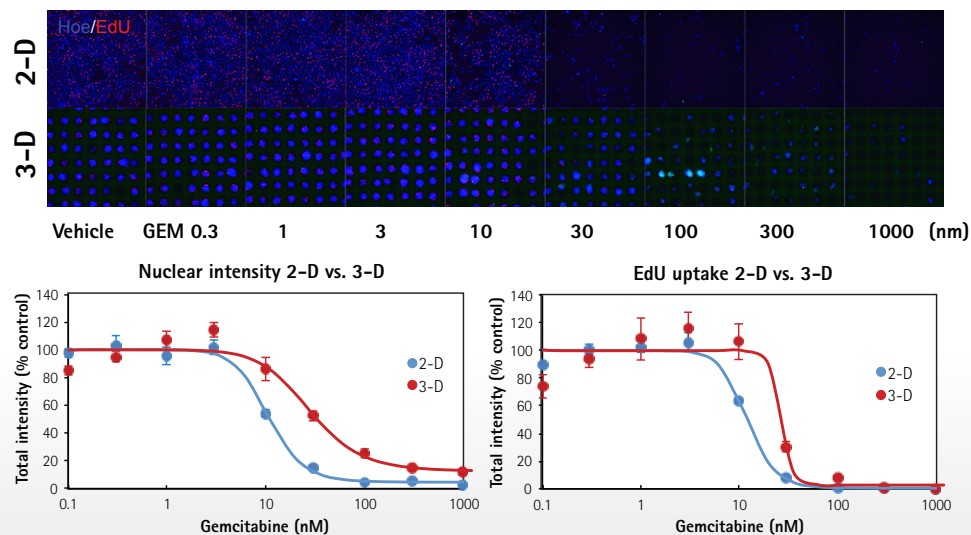 Hoe/EdU
2-D
3-D
Vehicle GEM 0.3 1 3 10 30 100 300 1000 (nm)
Nuclear intensity 2-D vs. 3-D
Total intensity (% control)
140
120
100
80
60
40
20
0
0.1 1 10 100 1000
Gemcitabine (nM)
2-D
3-D
EdU uptake 2-D vs. 3-D
Total intensity (% control)
140
120
100
80
60
40
20
0
0.1 1 10 100 1000
Gemcitabine (nM)
2-D
3-D